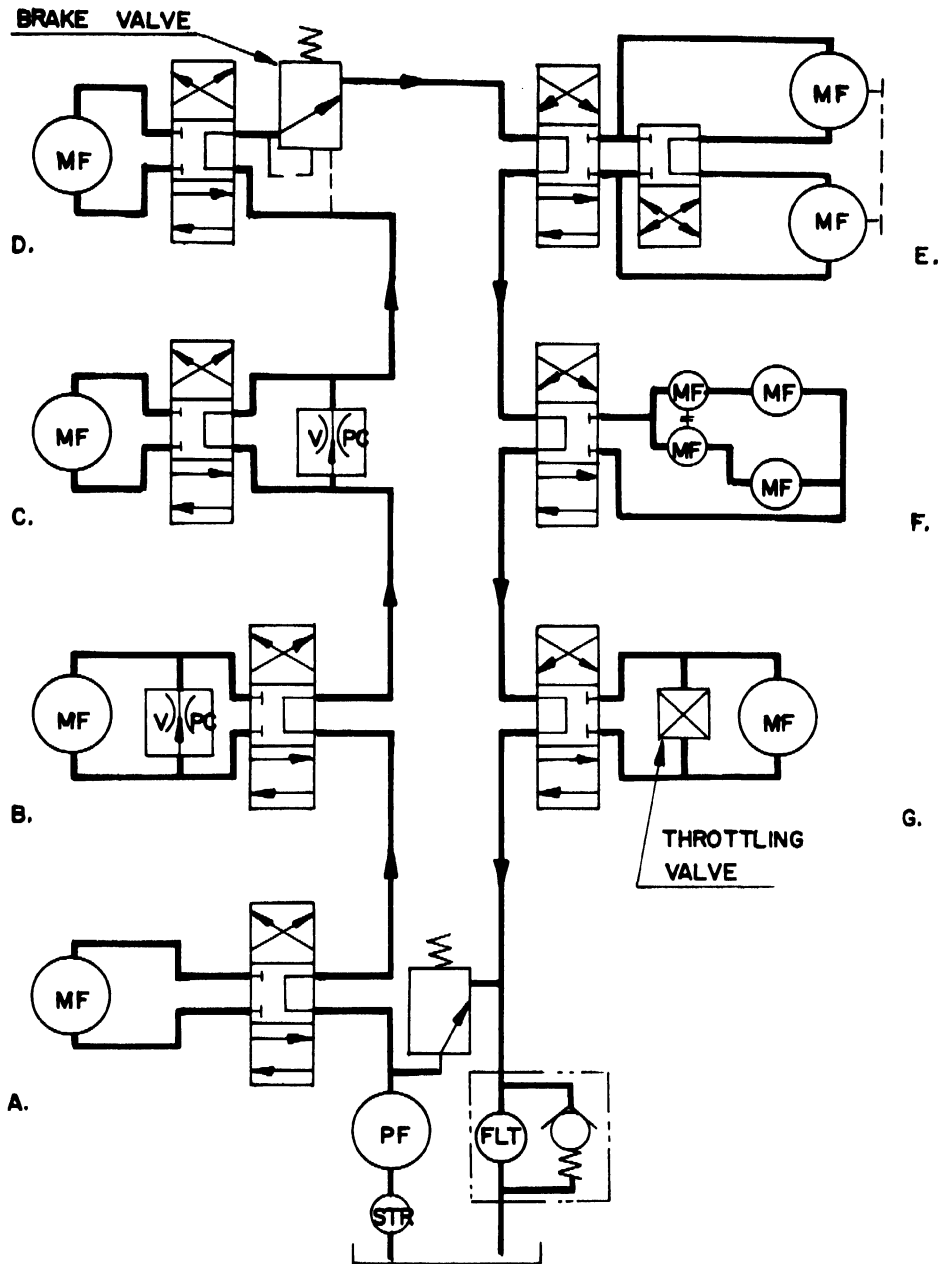 BRAKE VALVE
MF
MF
MF
D.
E.
MF
V PC
MF MF
MF MF
C.
F.
MF
V PC
MF
B.
G.
THROTTLING
VALVE
MF
A.
PF
FLT
STR